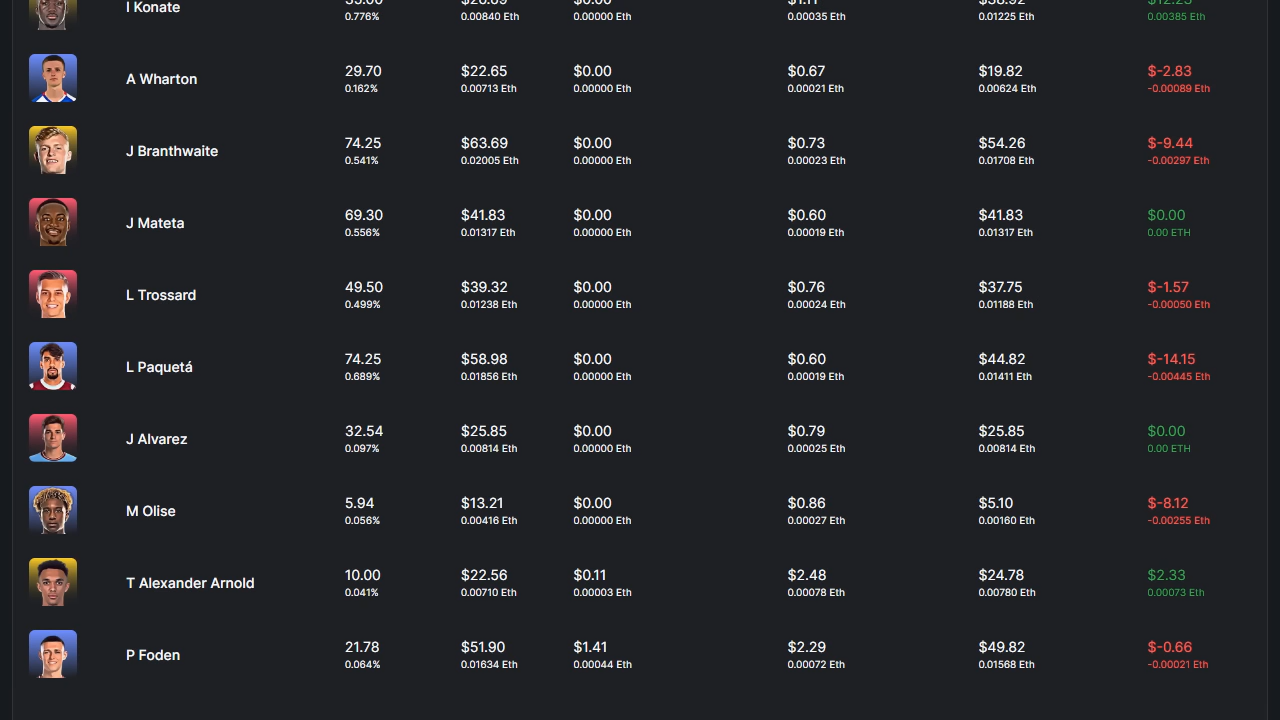 I Konate
0.776% 0.00840 Eth 0.00000 Eth 0.00035 Eth 0.01225 Eth 0.00385 Eth
29.70 $22.65 $0.00 $0.67 $19.82 $-2.83
A Wharton
0.162% 0.00713 Eth 0.00000 Eth 0.00021 Eth 0.00624 Eth -0.00089 Eth
74.25 $63.69 $0.00 $0.73 $54.26 $-9.44
J Branthwaite
0.541% 0.02005 Eth 0.00000 Eth 0.00023 Eth 0.01708 Eth -0.00297 Eth
69.30 $41.83 $0.00 $0.60 $41.83 $0.00
J Mateta
0.556% 0.01317 Eth 0.00000 Eth 0.00019 Eth 0.01317 Eth 0.00 ETH
49.50 $39.32 $0.00 $0.76 $37.75 $-1.57
L Trossard
0.499% 0.01238 Eth 0.00000 Eth 0.00024 Eth 0.01188 Eth -0.00050 Eth
74.25 $58.98 $0.00 $0.60 $44.82 $-14.15
L Paquetá
0.689% 0.01856 Eth 0.00000 Eth 0.00019 Eth 0.01411 Eth -0.00445 Eth
32.54 $25.85 $0.00 $0.79 $25.85 $0.00
J Alvarez
0.097% 0.00814 Eth 0.00000 Eth 0.00025 Eth 0.00814 Eth 0.00 ETH
5.94 $13.21 $0.00 $0.86 $5.10 $-8.12
M Olise
0.056% 0.00416 Eth 0.00000 Eth 0.00027 Eth 0.00160 Eth -0.00255 Eth
10.00 $22.56 $0.11 $2.48 $24.78 $2.33
T Alexander Arnold
0.041% 0.00710 Eth 0.00003 Eth 0.00078 Eth 0.00780 Eth 0.00073 Eth
21.78 $51.90 $1.41 $2.29 $49.82 $-0.66
P Foden
0.064% 0.01634 Eth 0.00044 Eth 0.00072 Eth 0.01568 Eth -0.00021 Eth